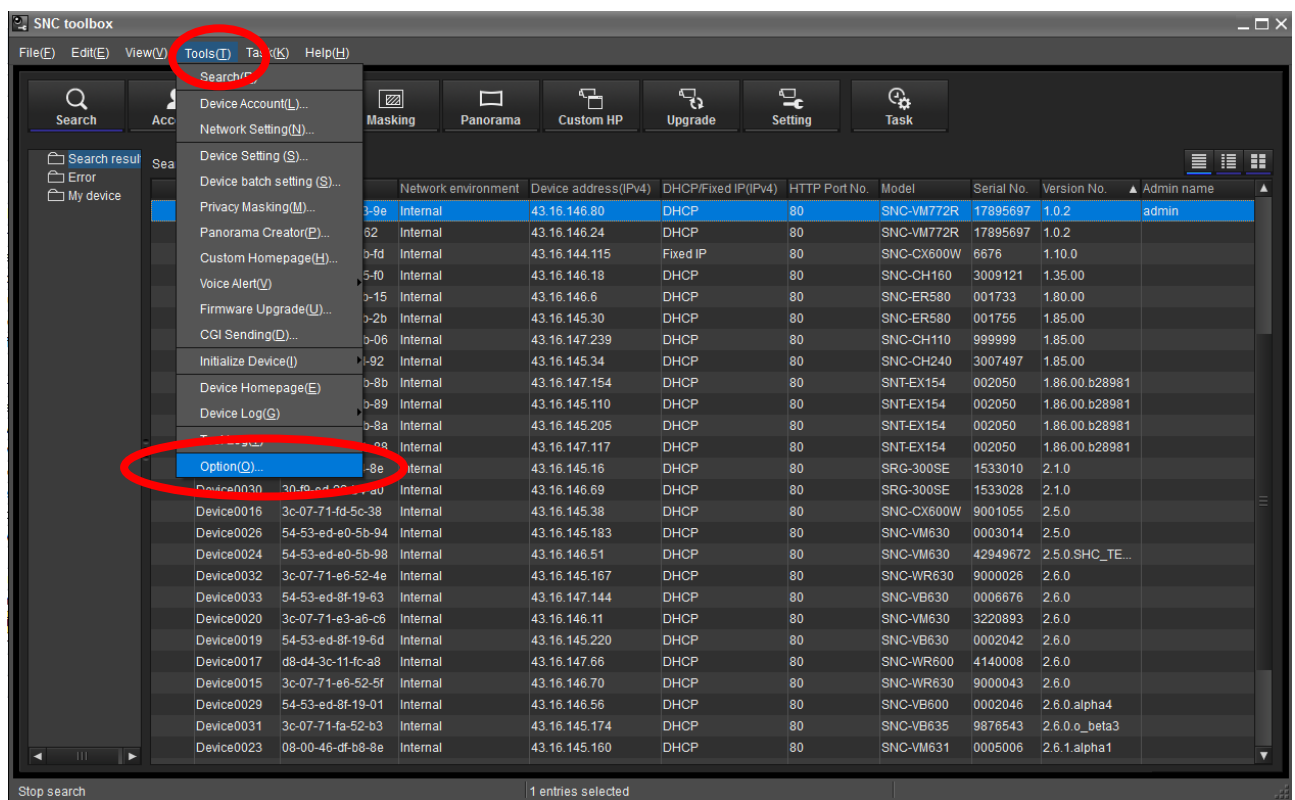 SNC toolbox
File(F) Edit(E) View(V) Tools(T) Task(K) Help(H)
Search
Device Account(L)...
Network Setting(N)...
Device Setting (S)...
Device batch setting (S)...
Privacy Masking(M)...
Panorama Creator(P)...
Custom Homepage(H)...
Voice Alert(V)
Firmware Upgrade(U)...
CGI Sending(D)...
Initialize Device(I)
Device Homepage(E)
Device Log(G)
Option(O)...
Search Acc Masking Panorama Custom HP Upgrade Setting Task
Search result
Error
My device
Sea
Network environment Device address(IPv4) DHCP/Fixed IP(IPv4) HTTP Port No. Model Serial No. Version No. Admin name
3-9e Internal 43.16.146.80 DHCP 80 SNC-VM772R 17895697 1.0.2 admin
62 Internal 43.16.146.24 DHCP 80 SNC-VM772R 17895697 1.0.2
b-fd Internal 43.16.144.115 Fixed IP 80 SNC-CX600W 6676 1.10.0
5-f0 Internal 43.16.146.18 DHCP 80 SNC-CH160 3009121 1.35.00
b-15 Internal 43.16.146.6 DHCP 80 SNC-ER580 001733 1.80.00
b-2b Internal 43.16.145.30 DHCP 80 SNC-ER580 001755 1.85.00
b-06 Internal 43.16.147.239 DHCP 80 SNC-CH110 999999 1.85.00
-92 Internal 43.16.145.34 DHCP 80 SNC-CH240 3007497 1.85.00
b-8b Internal 43.16.147.154 DHCP 80 SNT-EX154 002050 1.86.00.b28981
b-89 Internal 43.16.145.110 DHCP 80 SNT-EX154 002050 1.86.00.b28981
b-8a Internal 43.16.145.205 DHCP 80 SNT-EX154 002050 1.86.00.b28981
Internal 43.16.147.117 DHCP 80 SNT-EX154 002050 1.86.00.b28981
-8e Internal 43.16.145.16 DHCP 80 SRG-300SE 1533010 2.1.0
Device0030 Internal 43.16.146.69 DHCP 80 SRG-300SE 1533028 2.1.0
Device0016 3c-07-71-fd-5c-38 Internal 43.16.145.38 DHCP 80 SNC-CX600W 9001055 2.5.0
Device0026 54-53-ed-e0-5b-94 Internal 43.16.145.183 DHCP 80 SNC-VM630 0003014 2.5.0
Device0024 54-53-ed-e0-5b-98 Internal 43.16.146.51 DHCP 80 SNC-VM630 42949672 2.5.0.SHC_TE...
Device0032 3c-07-71-e6-52-4e Internal 43.16.145.167 DHCP 80 SNC-WR630 9000026 2.6.0
Device0033 54-53-ed-8f-19-63 Internal 43.16.147.144 DHCP 80 SNC-VB630 0006676 2.6.0
Device0020 3c-07-71-e3-a6-c6 Internal 43.16.146.11 DHCP 80 SNC-VM630 3220893 2.6.0
Device0019 54-53-ed-8f-19-6d Internal 43.16.145.220 DHCP 80 SNC-VB630 0002042 2.6.0
Device0017 d8-d4-3c-11-fc-a8 Internal 43.16.147.66 DHCP 80 SNC-WR600 4140008 2.6.0
Device0015 3c-07-71-e6-52-5f Internal 43.16.146.70 DHCP 80 SNC-WR630 9000043 2.6.0
Device0029 54-53-ed-8f-19-01 Internal 43.16.146.56 DHCP 80 SNC-VB600 0002046 2.6.0.alpha4
Device0031 3c-07-71-fa-52-b3 Internal 43.16.145.174 DHCP 80 SNC-VB635 9876543 2.6.0.o_beta3
Device0023 08-00-46-df-b8-8e Internal 43.16.145.160 DHCP 80 SNC-VM631 0005006 2.6.1.alpha1
Stop search 1 entries selected